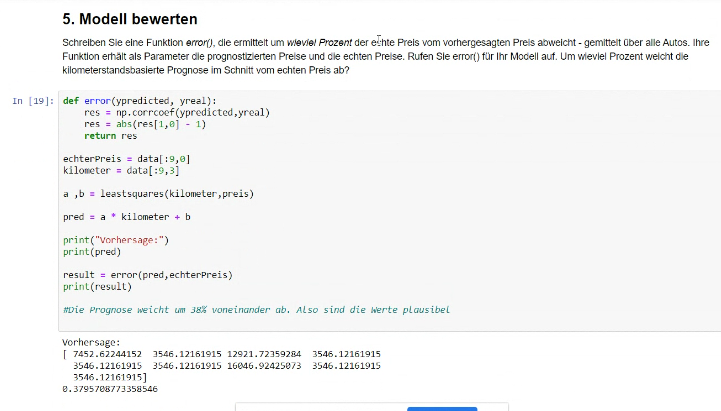 5. Modell bewerten
Schreiben Sie eine Funktion error(), die ermittelt um wieviel Prozent der echte Preis vom vorhergesagten Preis abweicht - gemittelt über alle Autos. Ihre
Funktion erhält als Parameter die prognostizierten Preise und die echten Preise. Rufen Sie error() für Ihr Modell auf. Um wieviel Prozent weicht die
kilometerstandsbasierte Prognose im Schnitt vom echten Preis ab?
In [19]: def error(ypredicted, yreal):
res = np.corrcoef(ypredicted,yreal)
res = abs(res[1,0] - 1)
return res
echterPreis = data[:9,0]
kilometer = data[:9,3]
a ,b = leastsquares(kilometer,preis)
pred = a * kilometer + b
print("Vorhersage:")
print(pred)
result = error(pred,echterPreis)
print(result)
#Die Prognose weicht um 38% voneinander ab. Also sind die Werte plausibel
Vorhersage:
[ 7452.62244152 3546.12161915 12921.72359284 3546.12161915
3546.12161915 3546.12161915 16046.92425073 3546.12161915
3546.12161915]
0.3795708773358546